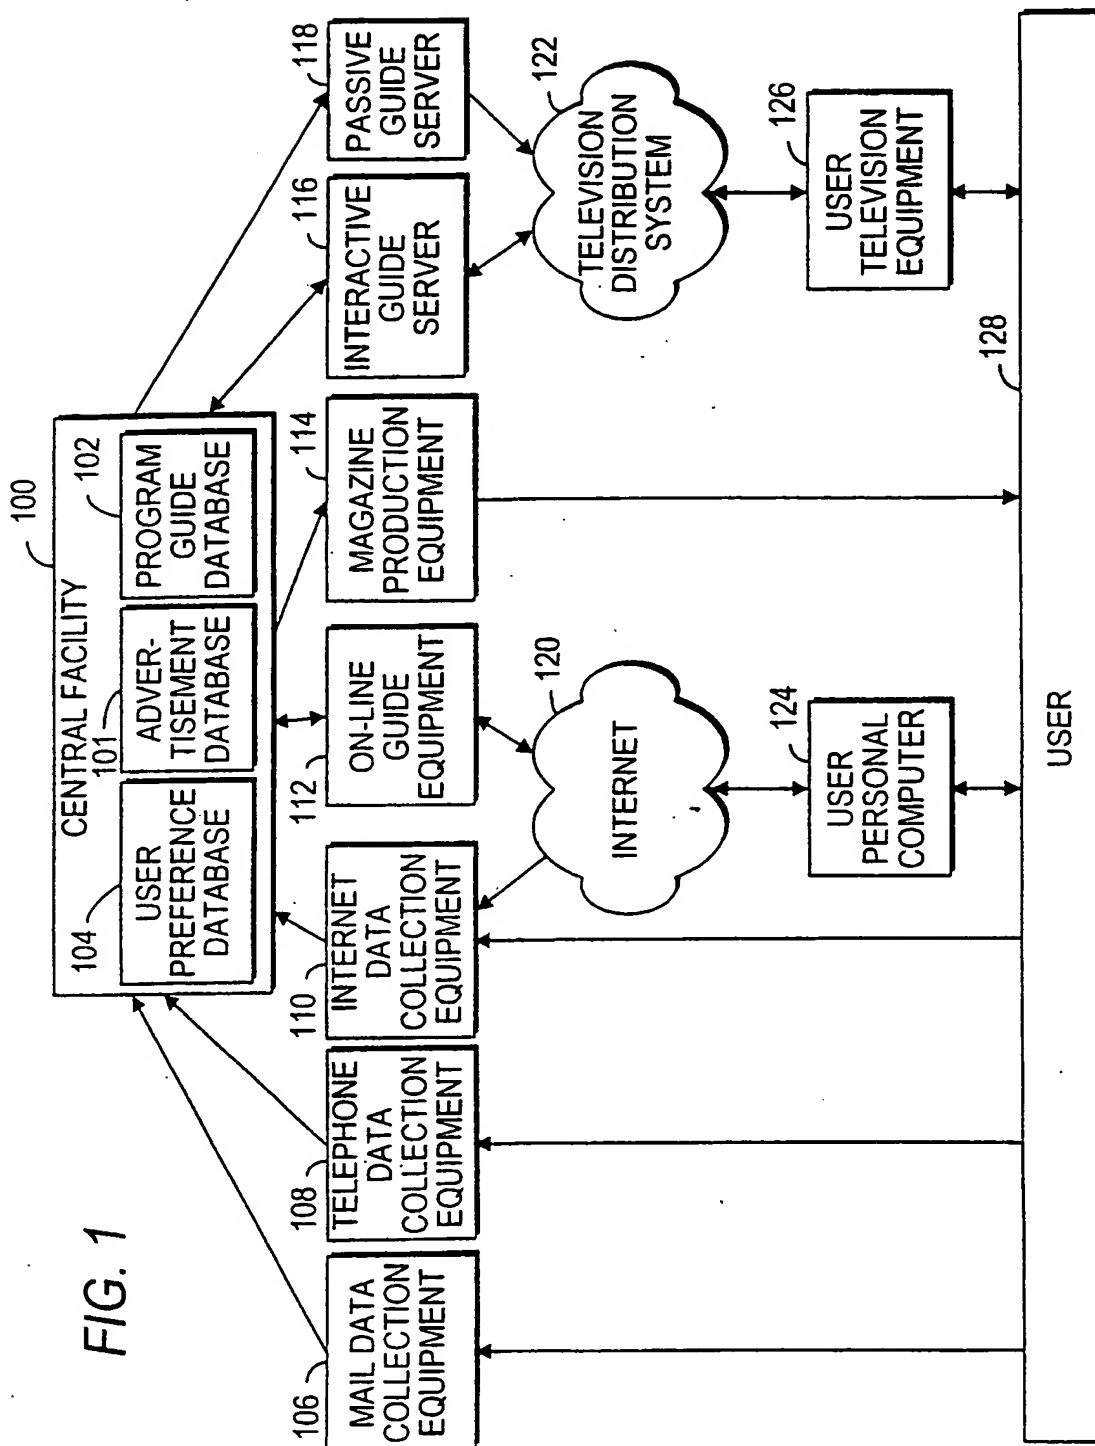 FIG. 1
100
CENTRAL FACILITY
104
USER
PREFERENCE
DATABASE
101
ADVER-
TISEMENT
DATABASE
102
PROGRAM
GUIDE
DATABASE
106
MAIL DATA
COLLECTION
EQUIPMENT
108
TELEPHONE
DATA
COLLECTION
EQUIPMENT
110
INTERNET
DATA
COLLECTION
EQUIPMENT
112
ON-LINE
GUIDE
EQUIPMENT
114
MAGAZINE
PRODUCTION
EQUIPMENT
116
INTERACTIVE
GUIDE
SERVER
118
PASSIVE
GUIDE
SERVER
120
INTERNET
122
TELEVISION
DISTRIBUTION
SYSTEM
124
USER
PERSONAL
COMPUTER
126
USER
TELEVISION
EQUIPMENT
128
USER